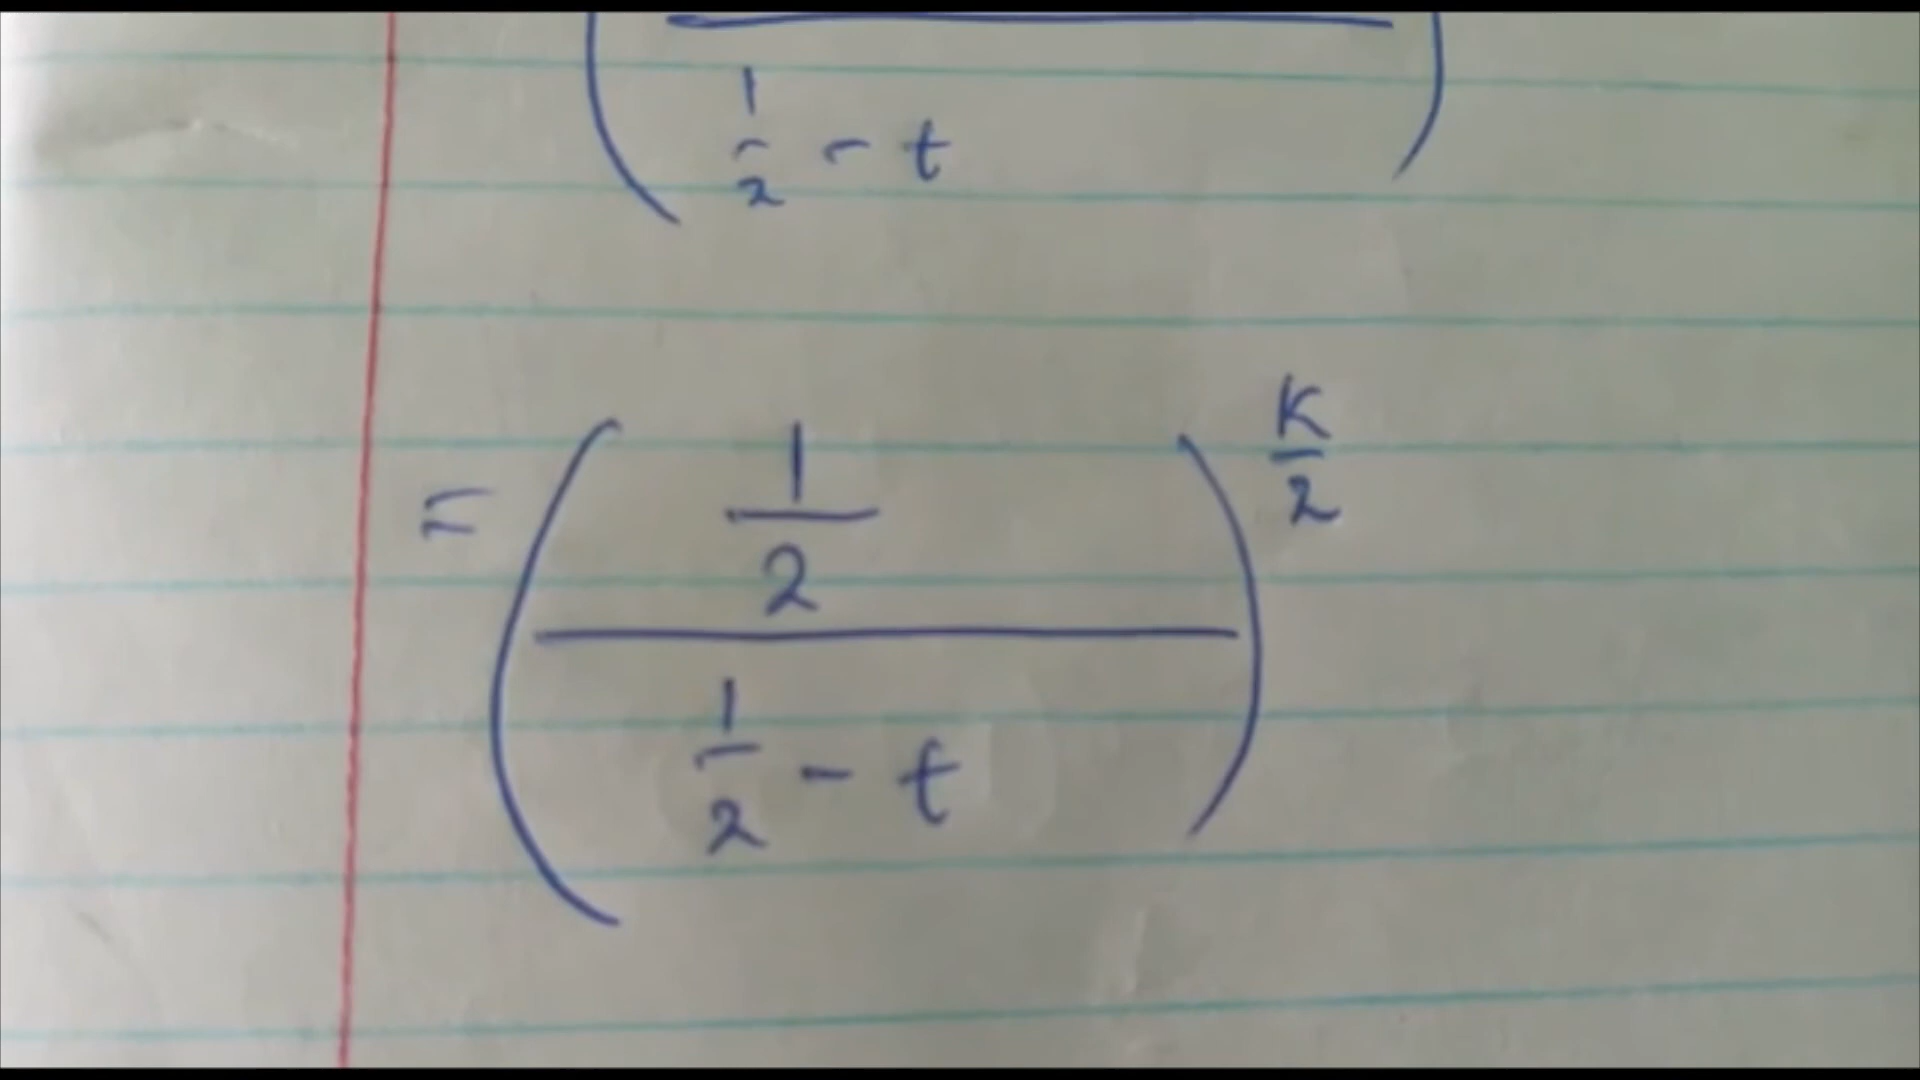 ( 1/2 - t )
= ( (1/2) / (1/2 - t) )^(K/2)